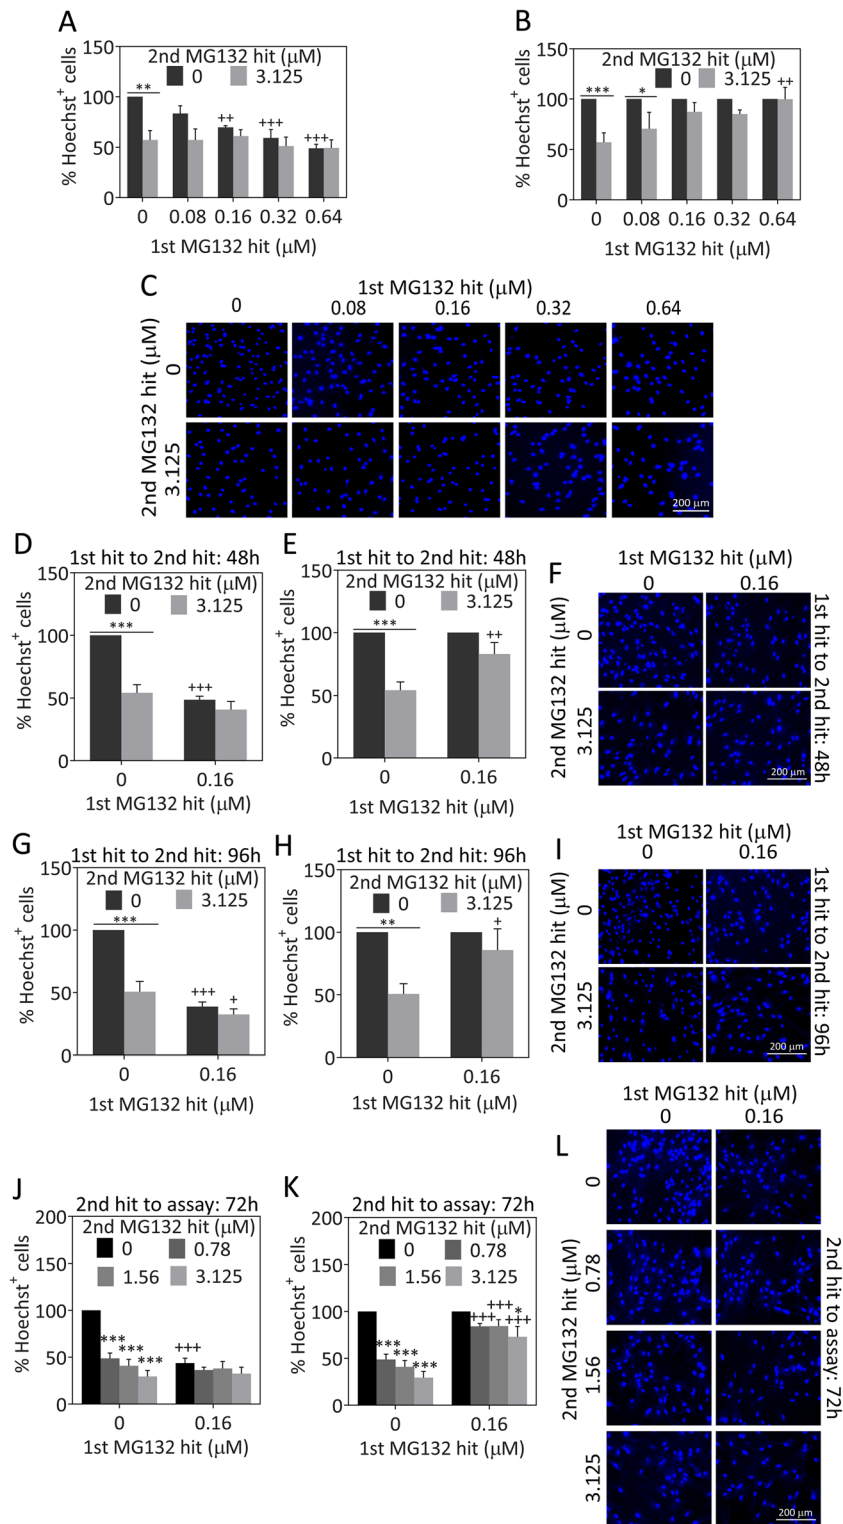 A
2nd MG132 hit (μM)
0 3.125
% Hoechst+ cells
150
100
50
0
**
++
+++
+++
0 0.08 0.16 0.32 0.64
1st MG132 hit (μM)
B
2nd MG132 hit (μM)
0 3.125
% Hoechst+ cells
150
100
50
0
***
*
++
0 0.08 0.16 0.32 0.64
1st MG132 hit (μM)
C
1st MG132 hit (μM)
0 0.08 0.16 0.32 0.64
2nd MG132 hit (μM)
0
3.125
200 μm
D
1st hit to 2nd hit: 48h
2nd MG132 hit (μM)
0 3.125
% Hoechst+ cells
150
100
50
0
***
+++
0 0.16
1st MG132 hit (μM)
E
1st hit to 2nd hit: 48h
2nd MG132 hit (μM)
0 3.125
% Hoechst+ cells
150
100
50
0
***
++
0 0.16
1st MG132 hit (μM)
F
1st MG132 hit (μM)
0 0.16
2nd MG132 hit (μM)
0
3.125
1st hit to 2nd hit: 48h
200 μm
G
1st hit to 2nd hit: 96h
2nd MG132 hit (μM)
0 3.125
% Hoechst+ cells
150
100
50
0
***
+++
+
0 0.16
1st MG132 hit (μM)
H
1st hit to 2nd hit: 96h
2nd MG132 hit (μM)
0 3.125
% Hoechst+ cells
150
100
50
0
**
+
0 0.16
1st MG132 hit (μM)
I
1st MG132 hit (μM)
0 0.16
2nd MG132 hit (μM)
0
3.125
1st hit to 2nd hit: 96h
200 μm
J
2nd hit to assay: 72h
2nd MG132 hit (μM)
0 0.78
1.56 3.125
% Hoechst+ cells
200
150
100
50
0
***
***
***
+++
0 0.16
1st MG132 hit (μM)
K
2nd hit to assay: 72h
2nd MG132 hit (μM)
0 0.78
1.56 3.125
% Hoechst+ cells
200
150
100
50
0
***
***
***
+++
+++
*
+++
0 0.16
1st MG132 hit (μM)
L
1st MG132 hit (μM)
0 0.16
2nd MG132 hit (μM)
0
0.78
1.56
3.125
2nd hit to assay: 72h
200 μm